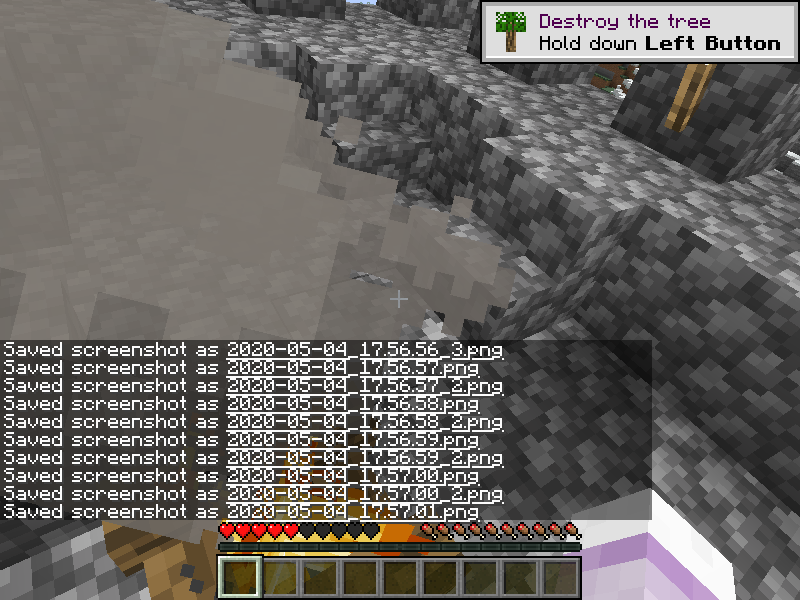 Destroy the tree
Hold down Left Button
Saved screenshot as 2020-05-04_17.56.56_3.png
Saved screenshot as 2020-05-04_17.56.57.png
Saved screenshot as 2020-05-04_17.56.57_2.png
Saved screenshot as 2020-05-04_17.56.58.png
Saved screenshot as 2020-05-04_17.56.58_2.png
Saved screenshot as 2020-05-04_17.56.59.png
Saved screenshot as 2020-05-04_17.56.59_2.png
Saved screenshot as 2020-05-04_17.57.00.png
Saved screenshot as 2020-05-04_17.57.00_2.png
Saved screenshot as 2020-05-04_17.57.01.png